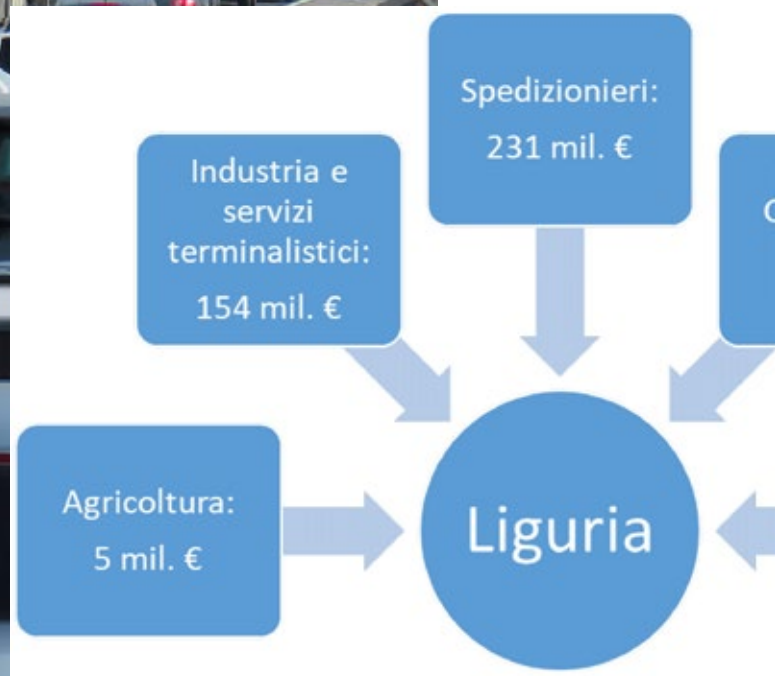 Spedizionieri:
231 mil. €
Industria e
servizi
terminalistici:
154 mil. €
Agricoltura:
5 mil. €
Liguria